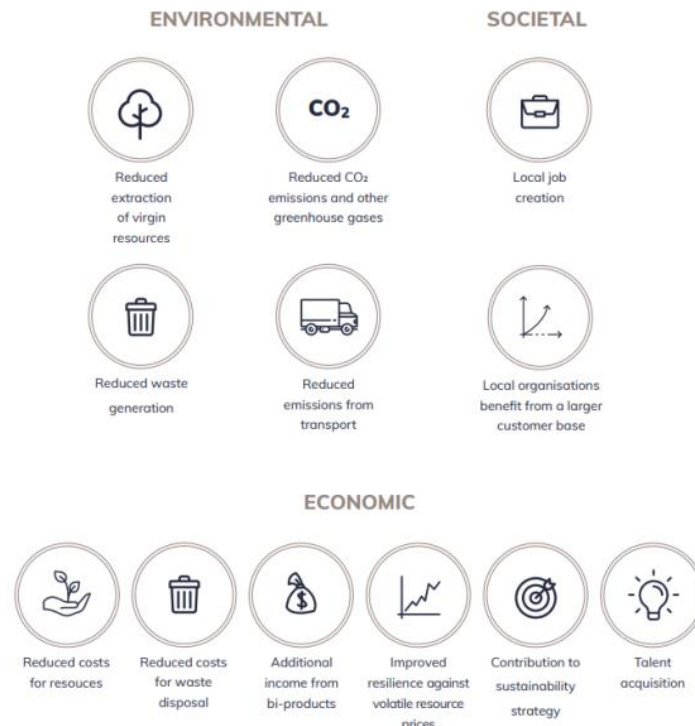 ENVIRONMENTAL
SOCIETAL
CO₂
Reduced
extraction
of virgin
resources
Reduced CO₂
emissions and other
greenhouse gases
Local job
creation
Reduced waste
generation
Reduced
emissions from
transport
Local organisations
benefit from a larger
customer base
ECONOMIC
$
Reduced costs
for resouces
Reduced costs
for waste
disposal
Additional
income from
bi-products
Improved
resilience against
volatile resource
prices
Contribution to
sustainability
strategy
Talent
acquisition